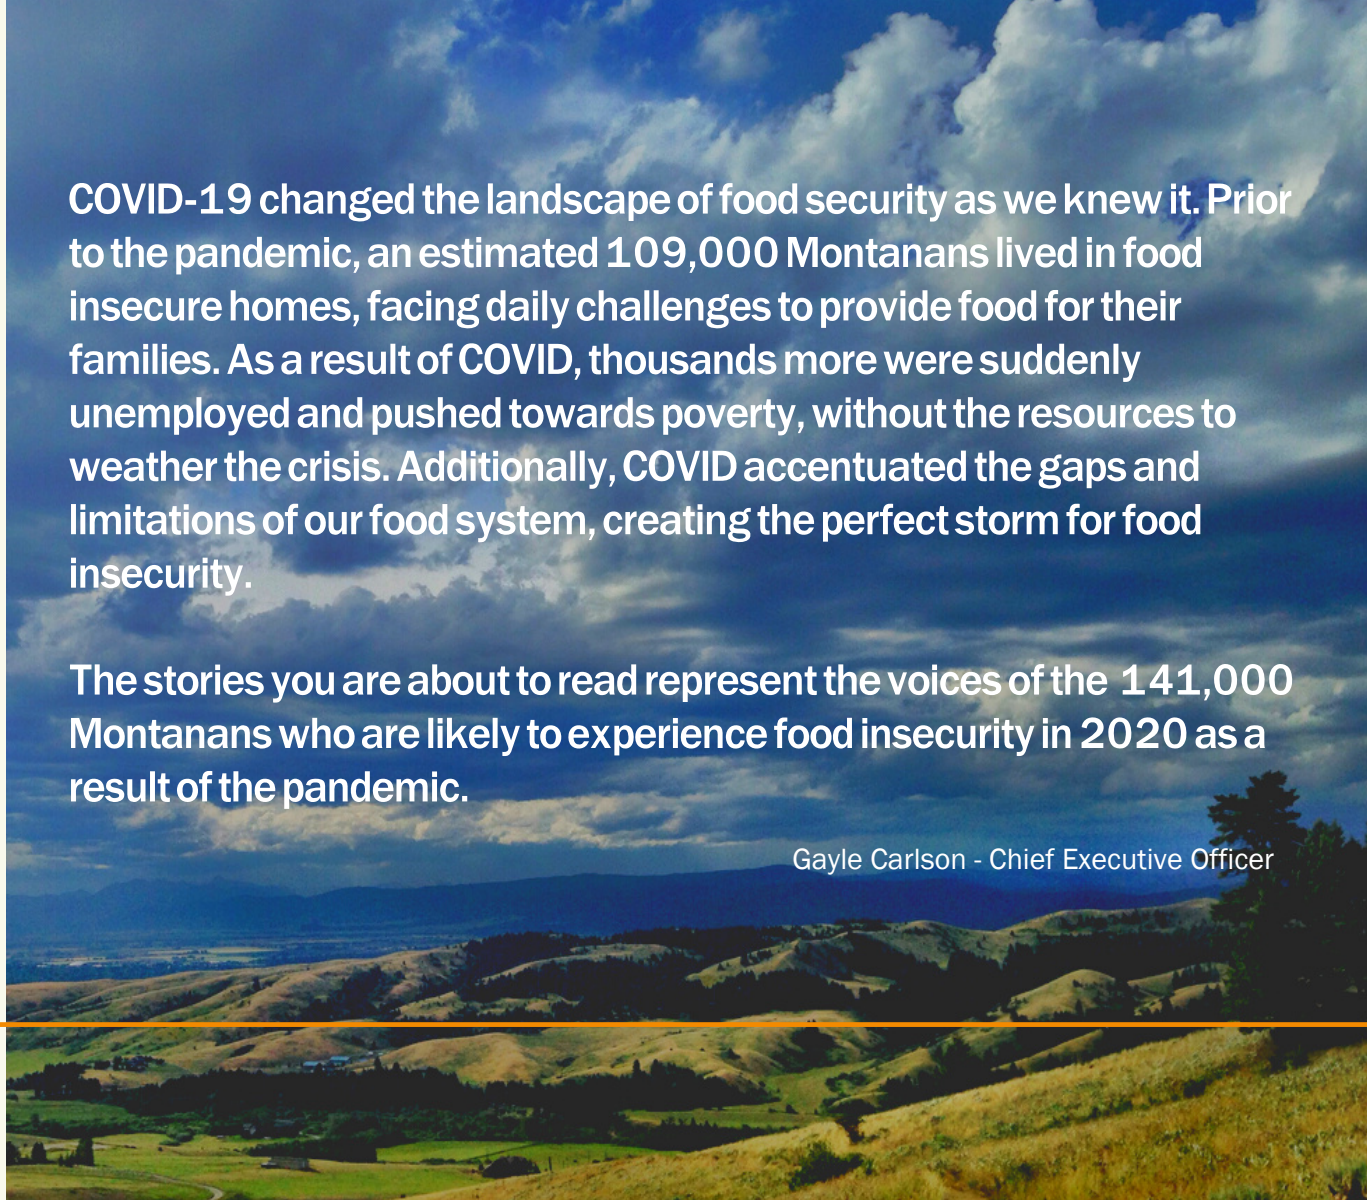 COVID-19 changed the landscape of food security as we knew it. Prior
to the pandemic, an estimated 109,000 Montanans lived in food
insecure homes, facing daily challenges to provide food for their
families. As a result of COVID, thousands more were suddenly
unemployed and pushed towards poverty, without the resources to
weather the crisis. Additionally, COVID accentuated the gaps and
limitations of our food system, creating the perfect storm for food
insecurity.
The stories you are about to read represent the voices of the 141,000
Montanans who are likely to experience food insecurity in 2020 as a
result of the pandemic.
Gayle Carlson - Chief Executive Officer